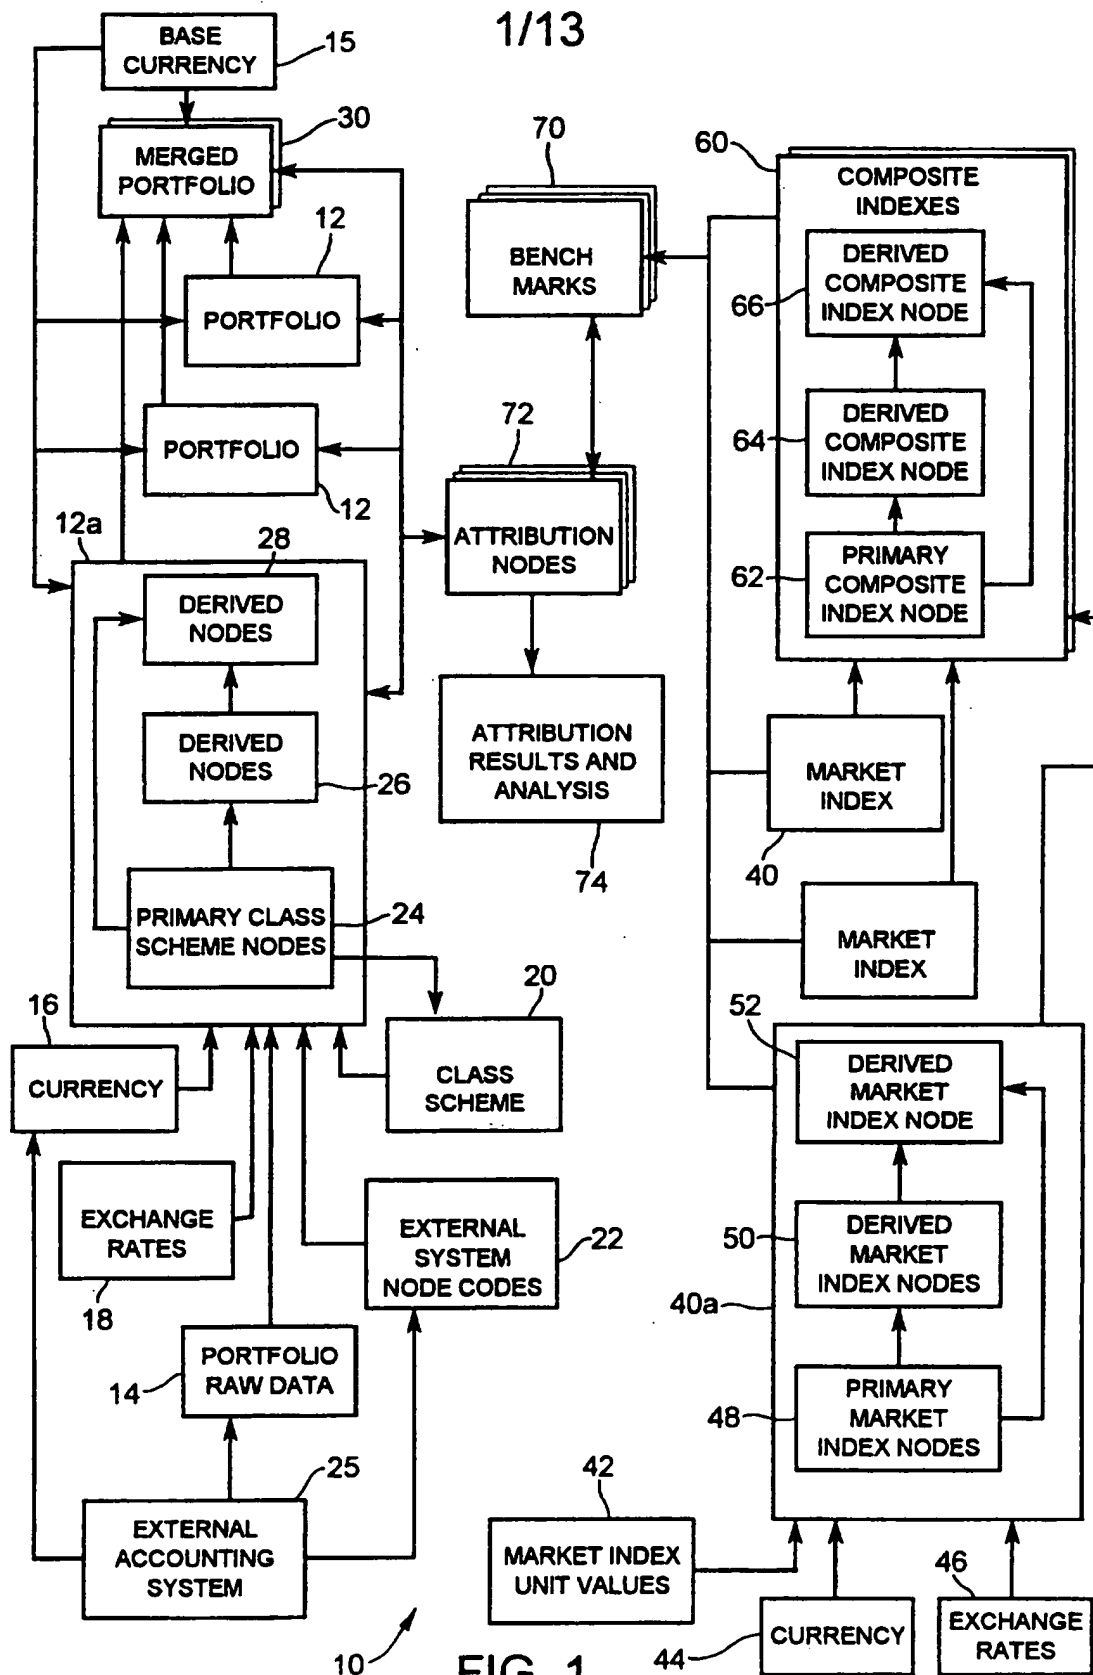 1/13
BASE
CURRENCY
15
30
MERGED
PORTFOLIO
12
PORTFOLIO
PORTFOLIO
12
12a
28
DERIVED
NODES
DERIVED
NODES
26
PRIMARY CLASS
SCHEME NODES
24
16
CURRENCY
20
CLASS
SCHEME
EXCHANGE
RATES
18
EXTERNAL
SYSTEM
NODE CODES
22
PORTFOLIO
RAW DATA
14
25
EXTERNAL
ACCOUNTING
SYSTEM
10
70
BENCH
MARKS
72
ATTRIBUTION
NODES
ATTRIBUTION
RESULTS AND
ANALYSIS
74
60
COMPOSITE
INDEXES
DERIVED
COMPOSITE
INDEX NODE
66
DERIVED
COMPOSITE
INDEX NODE
64
PRIMARY
COMPOSITE
INDEX NODE
62
MARKET
INDEX
40
MARKET
INDEX
52
DERIVED
MARKET
INDEX NODE
50
DERIVED
MARKET
INDEX NODES
40a
PRIMARY
MARKET
INDEX NODES
48
42
MARKET INDEX
UNIT VALUES
44
CURRENCY
46
EXCHANGE
RATES
FIG. 1